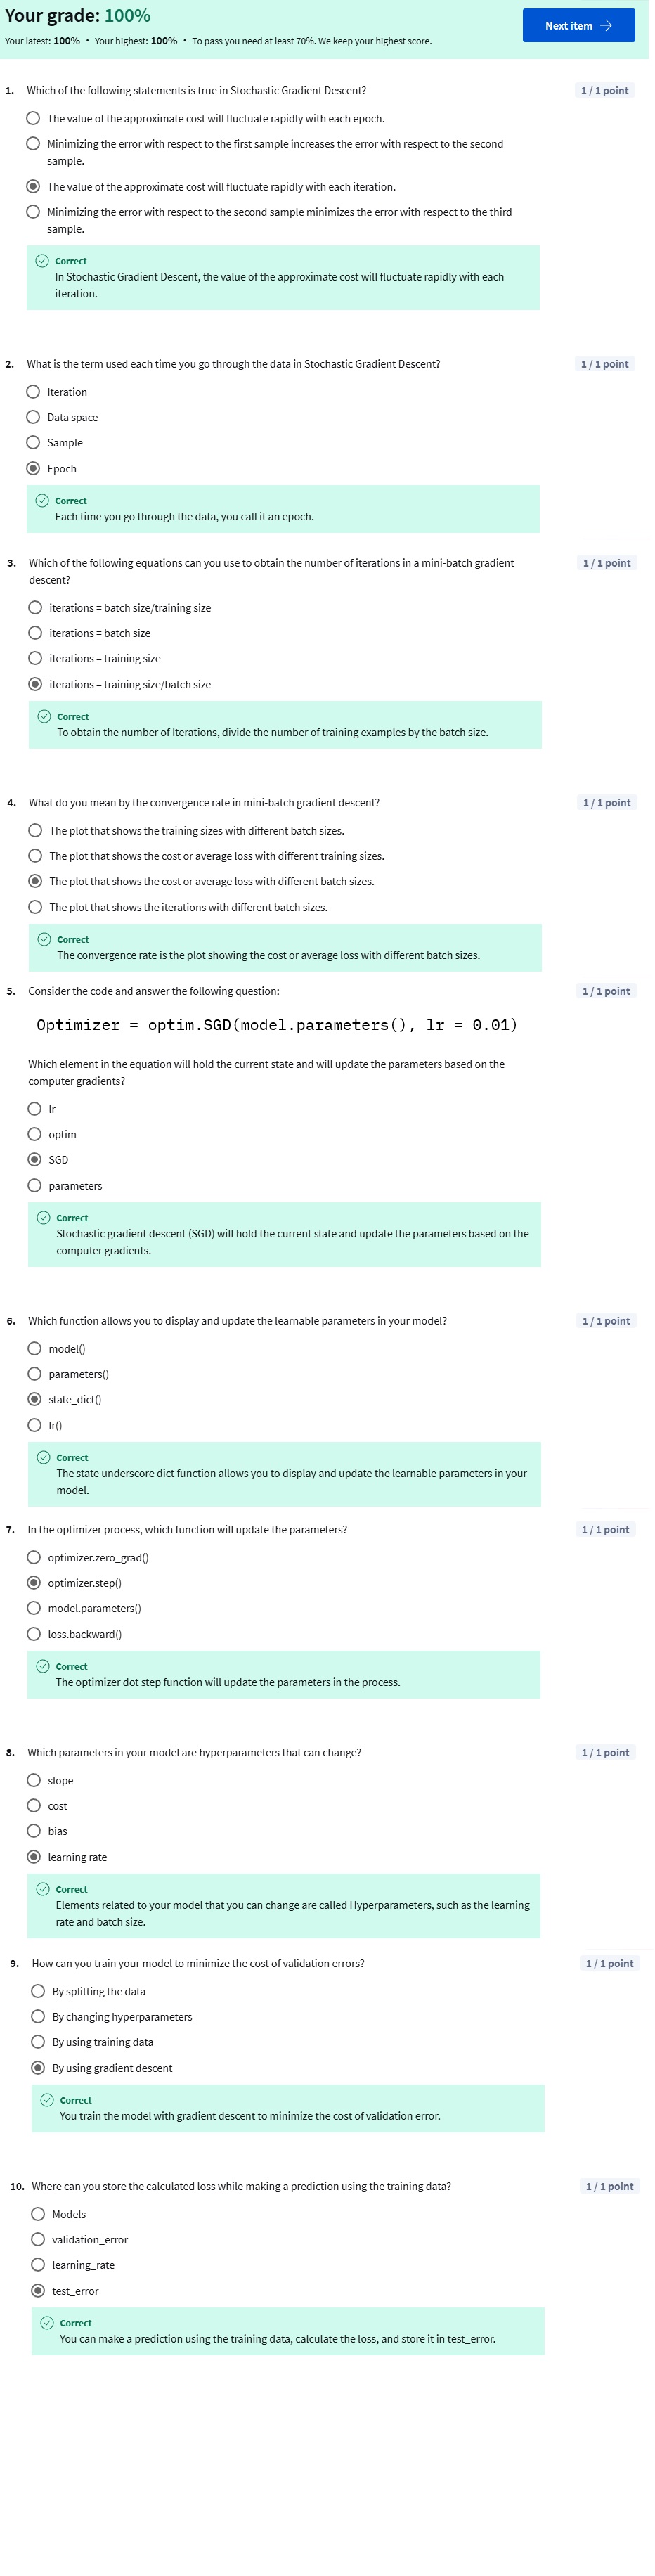 Your grade: 100%
Your latest: 100% • Your highest: 100% • To pass you need at least 70%. We keep your highest score.
Next item →
1. Which of the following statements is true in Stochastic Gradient Descent? 1 / 1 point
The value of the approximate cost will fluctuate rapidly with each epoch.
Minimizing the error with respect to the first sample increases the error with respect to the second
sample.
The value of the approximate cost will fluctuate rapidly with each iteration.
Minimizing the error with respect to the second sample minimizes the error with respect to the third
sample.
Correct
In Stochastic Gradient Descent, the value of the approximate cost will fluctuate rapidly with each
iteration.
2. What is the term used each time you go through the data in Stochastic Gradient Descent? 1 / 1 point
Iteration
Data space
Sample
Epoch
Correct
Each time you go through the data, you call it an epoch.
3. Which of the following equations can you use to obtain the number of iterations in a mini-batch gradient 1 / 1 point
descent?
iterations = batch size/training size
iterations = batch size
iterations = training size
iterations = training size/batch size
Correct
To obtain the number of Iterations, divide the number of training examples by the batch size.
4. What do you mean by the convergence rate in mini-batch gradient descent? 1 / 1 point
The plot that shows the training sizes with different batch sizes.
The plot that shows the cost or average loss with different training sizes.
The plot that shows the cost or average loss with different batch sizes.
The plot that shows the iterations with different batch sizes.
Correct
The convergence rate is the plot showing the cost or average loss with different batch sizes.
5. Consider the code and answer the following question: 1 / 1 point
Optimizer = optim.SGD(model.parameters(), lr = 0.01)
Which element in the equation will hold the current state and will update the parameters based on the
computer gradients?
lr
optim
SGD
parameters
Correct
Stochastic gradient descent (SGD) will hold the current state and update the parameters based on the
computer gradients.
6. Which function allows you to display and update the learnable parameters in your model? 1 / 1 point
model()
parameters()
state_dict()
lr()
Correct
The state underscore dict function allows you to display and update the learnable parameters in your
model.
7. In the optimizer process, which function will update the parameters? 1 / 1 point
optimizer.zero_grad()
optimizer.step()
model.parameters()
loss.backward()
Correct
The optimizer dot step function will update the parameters in the process.
8. Which parameters in your model are hyperparameters that can change? 1 / 1 point
slope
cost
bias
learning rate
Correct
Elements related to your model that you can change are called Hyperparameters, such as the learning
rate and batch size.
9. How can you train your model to minimize the cost of validation errors? 1 / 1 point
By splitting the data
By changing hyperparameters
By using training data
By using gradient descent
Correct
You train the model with gradient descent to minimize the cost of validation error.
10. Where can you store the calculated loss while making a prediction using the training data? 1 / 1 point
Models
validation_error
learning_rate
test_error
Correct
You can make a prediction using the training data, calculate the loss, and store it in test_error.